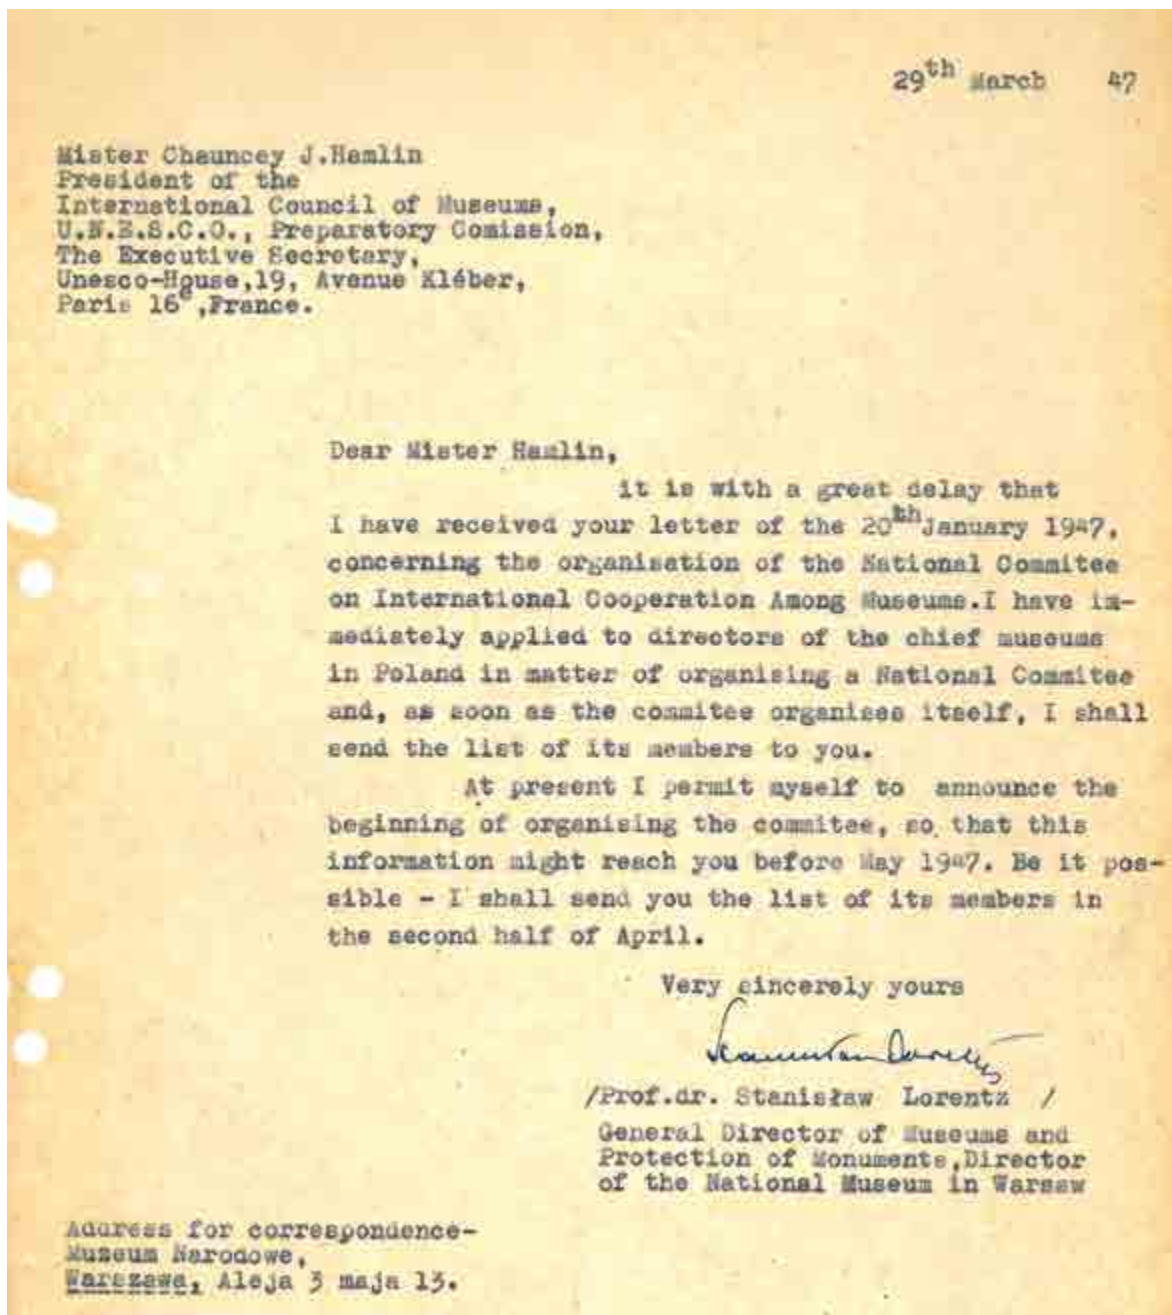 29th March 47
Mister Chauncey J.Hamlin
President of the
International Council of Museums,
U.N.E.S.C.O., Preparatory Comission,
The Executive Secretary,
Unesco-House,19, Avenue Kléber,
Paris 16e,France.
Dear Mister Hamlin,
it is with a great delay that
I have received your letter of the 20th January 1947,
concerning the organisation of the National Commitee
on International Cooperation Among Museums.I have im-
mediately applied to directors of the chief museums
in Poland in matter of organising a National Commitee
and, as soon as the commitee organises itself, I shall
send the list of its members to you.
At present I permit myself to announce the
beginning of organising the commitee, so that this
information might reach you before May 1947. Be it pos-
sible - I shall send you the list of its members in
the second half of April.
Very sincerely yours
Stanisław Lorentz
/Prof.dr. Stanisław Lorentz /
General Director of Museums and
Protection of Monuments,Director
of the National Museum in Warsaw
Address for correspondence-
Muzeum Narodowe,
Warszawa, Aleja 3 maja 13.